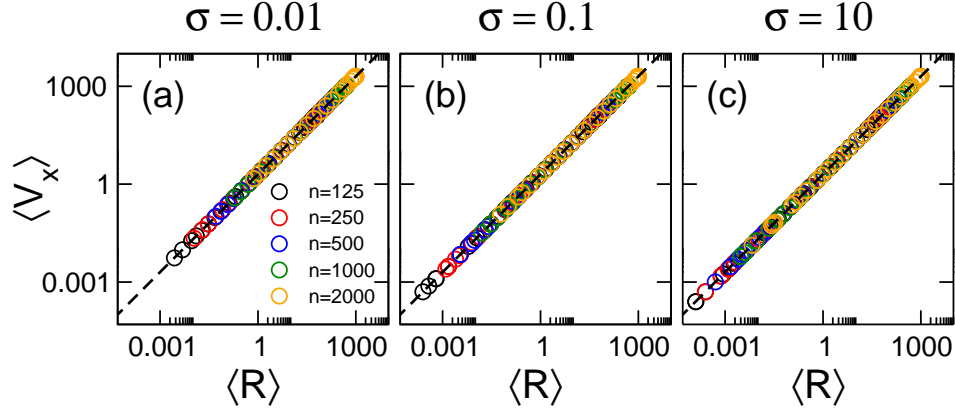 σ = 0.01
σ = 0.1
σ = 10
(a)
(b)
(c)
1000
1
0.001
⟨V_x⟩
n=125
n=250
n=500
n=1000
n=2000
0.001 1 1000
0.001 1 1000
0.001 1 1000
⟨R⟩
⟨R⟩
⟨R⟩